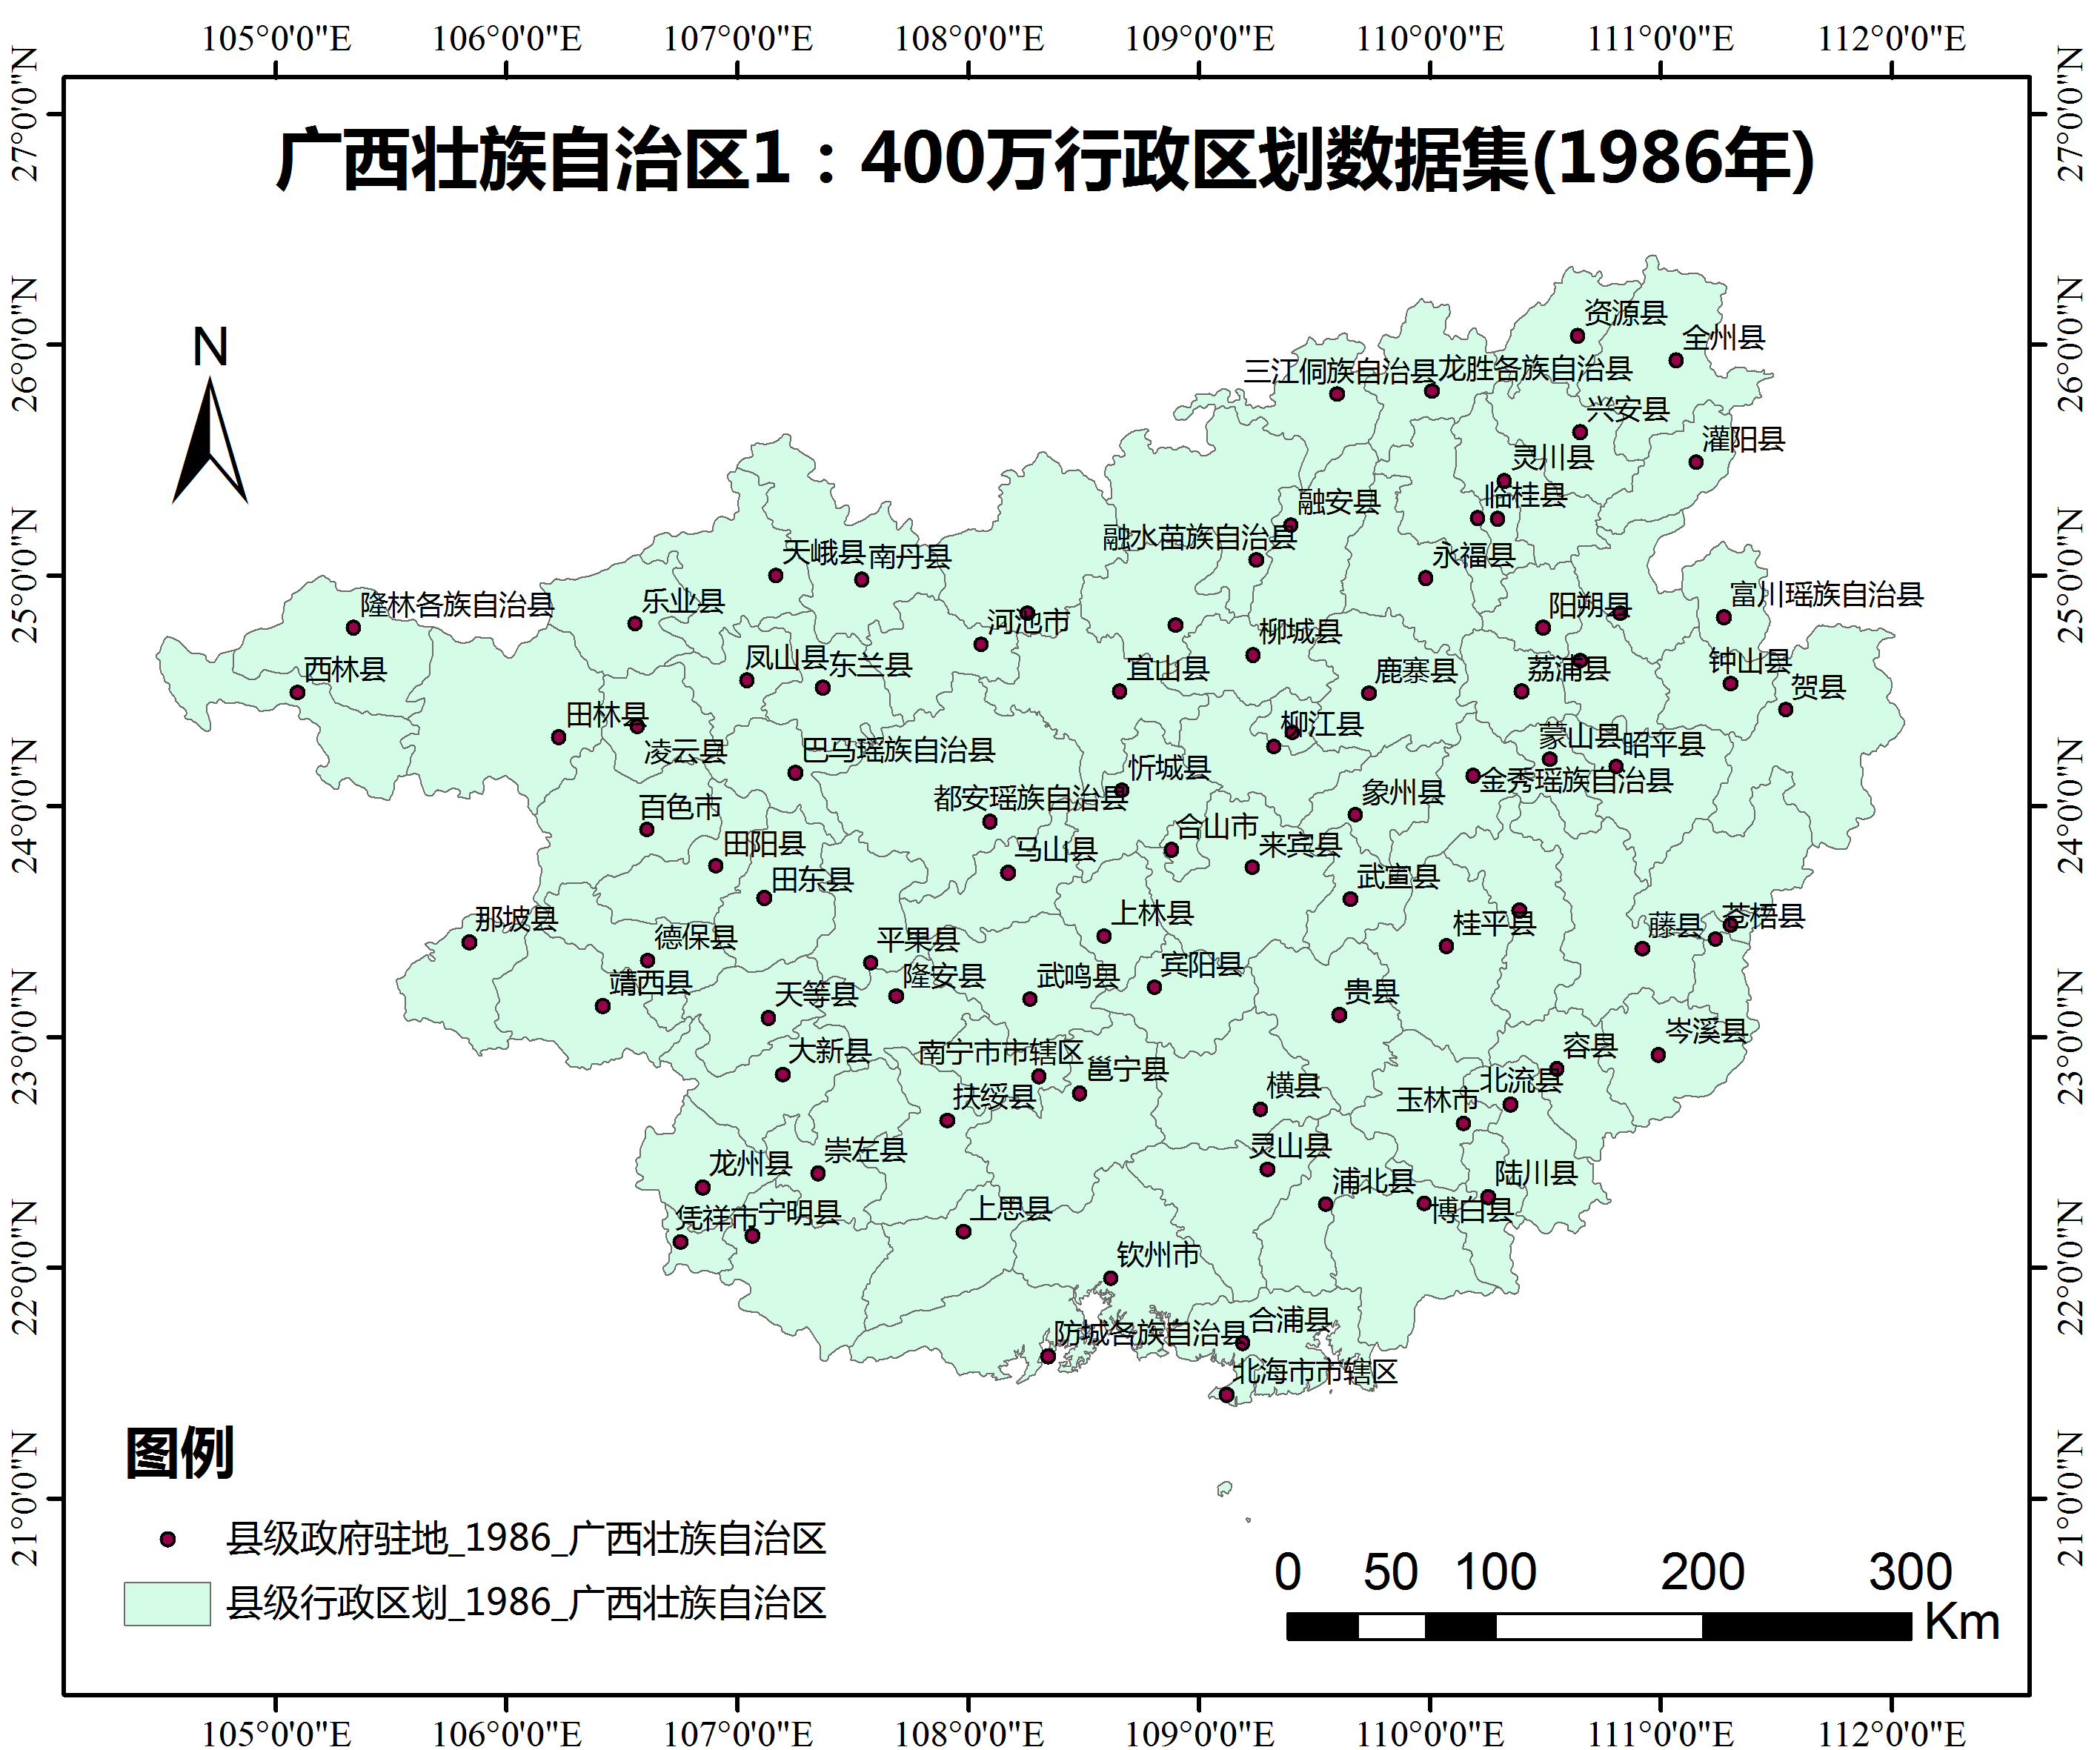 105°0'0"E 106°0'0"E 107°0'0"E 108°0'0"E 109°0'0"E 110°0'0"E 111°0'0"E 112°0'0"E
27°0'0"N
26°0'0"N
25°0'0"N
24°0'0"N
23°0'0"N
22°0'0"N
21°0'0"N
27°0'0"N
26°0'0"N
25°0'0"N
24°0'0"N
23°0'0"N
22°0'0"N
21°0'0"N
广西壮族自治区1：400万行政区划数据集(1986年)
N
资源县
全州县
三江侗族自治县
龙胜各族自治县
兴安县
灌阳县
灵川县
临桂县
融安县
融水苗族自治县
永福县
天峨县
南丹县
隆林各族自治县
乐业县
河池市
阳朔县
富川瑶族自治县
柳城县
西林县
凤山县
东兰县
宜山县
鹿寨县
荔浦县
钟山县
贺县
田林县
凌云县
巴马瑶族自治县
柳江县
蒙山县
昭平县
忻城县
金秀瑶族自治县
都安瑶族自治县
象州县
百色市
合山市
来宾县
田阳县
马山县
田东县
武宣县
那坡县
上林县
桂平县
藤县
苍梧县
德保县
平果县
靖西县
隆安县
武鸣县
宾阳县
天等县
贵县
岑溪县
大新县
南宁市市辖区
邕宁县
容县
北流县
扶绥县
横县
玉林市
崇左县
灵山县
龙州县
浦北县
陆川县
凭祥市
宁明县
上思县
博白县
钦州市
防城各族自治县
合浦县
北海市市辖区
图例
县级政府驻地_1986_广西壮族自治区
县级行政区划_1986_广西壮族自治区
0 50 100 200 300
Km
105°0'0"E 106°0'0"E 107°0'0"E 108°0'0"E 109°0'0"E 110°0'0"E 111°0'0"E 112°0'0"E